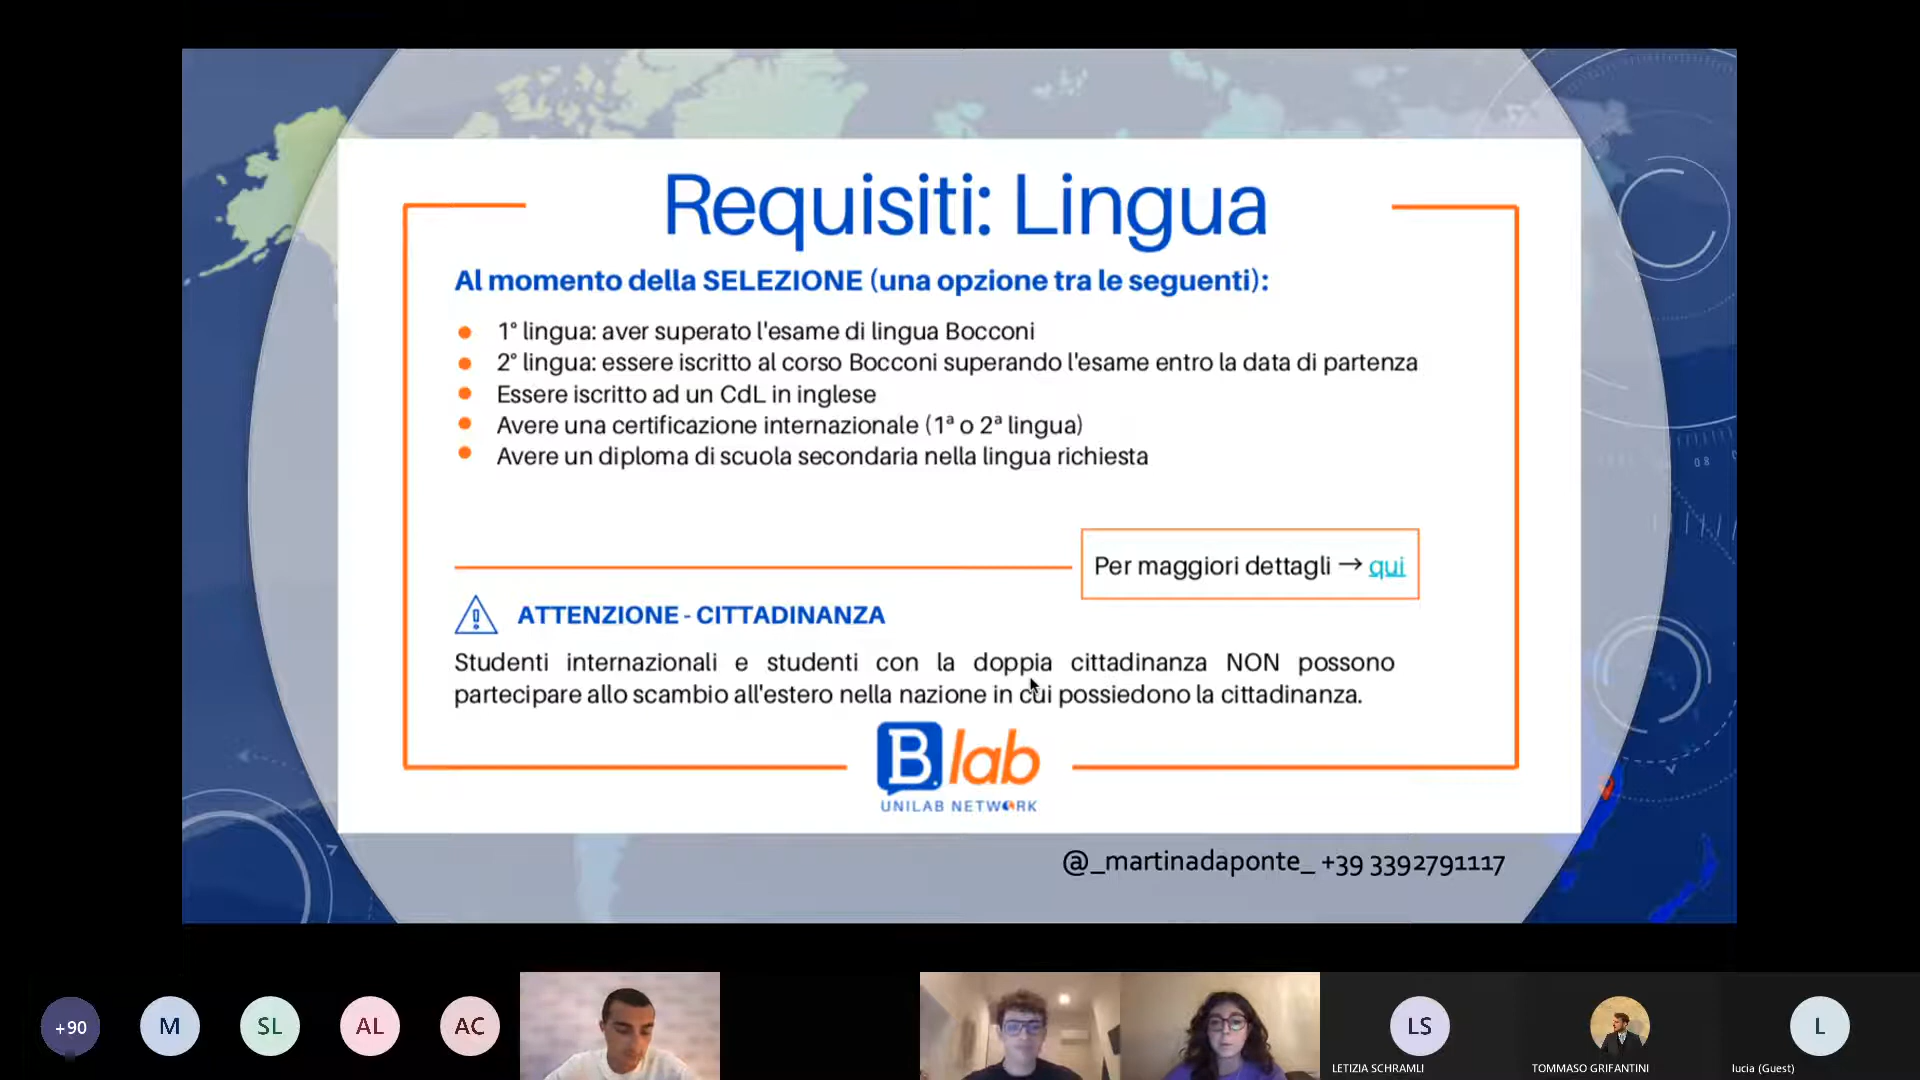 Requisiti: Lingua
Al momento della SELEZIONE (una opzione tra le seguenti):
1° lingua: aver superato l'esame di lingua Bocconi
2° lingua: essere iscritto al corso Bocconi superando l'esame entro la data di partenza
Essere iscritto ad un CdL in inglese
Avere una certificazione internazionale (1ª o 2ª lingua)
Avere un diploma di scuola secondaria nella lingua richiesta
Per maggiori dettagli → qui
ATTENZIONE - CITTADINANZA
Studenti internazionali e studenti con la doppia cittadinanza NON possono
partecipare allo scambio all'estero nella nazione in cui possiedono la cittadinanza.
B.lab
UNILAB NETWORK
@_martinadaponte_ +39 3392791117
+90
M
SL
AL
AC
LS
L
LETIZIA SCHRAMLI
TOMMASO GRIFANTINI
lucia (Guest)